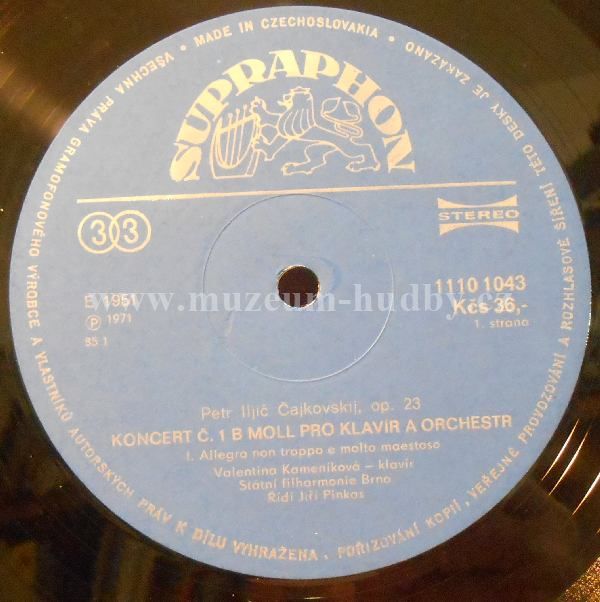 VŠECHNA PRÁVA GRAMOFONOVÉHO VÝROBCE A VLASTNÍKŮ AUTORSKÝCH PRÁV K DÍLU VYHRAŽENA. POŘIZOVÁNÍ KOPIÍ, VEŘEJNÉ PROVOZOVÁNÍ A ROZHLASOVÉ ŠÍŘENÍ TÉTO DESKY JE ZAKÁZÁNO • MADE IN CZECHOSLOVAKIA •
SUPRAPHON
33
STEREO
1110 1043
E 1951
Kčs 36,-
www.muzeum-hudby.cz
Ⓟ 1971
1. strana
85 1
Petr Iljič Čajkovskij, op. 23
KONCERT Č. 1 B MOLL PRO KLAVÍR A ORCHESTR
I. Allegro non troppo e molto maestoso
Valentina Kameníková – klavír
Státní filharmonie Brno
Řídí Jiří Pinkas